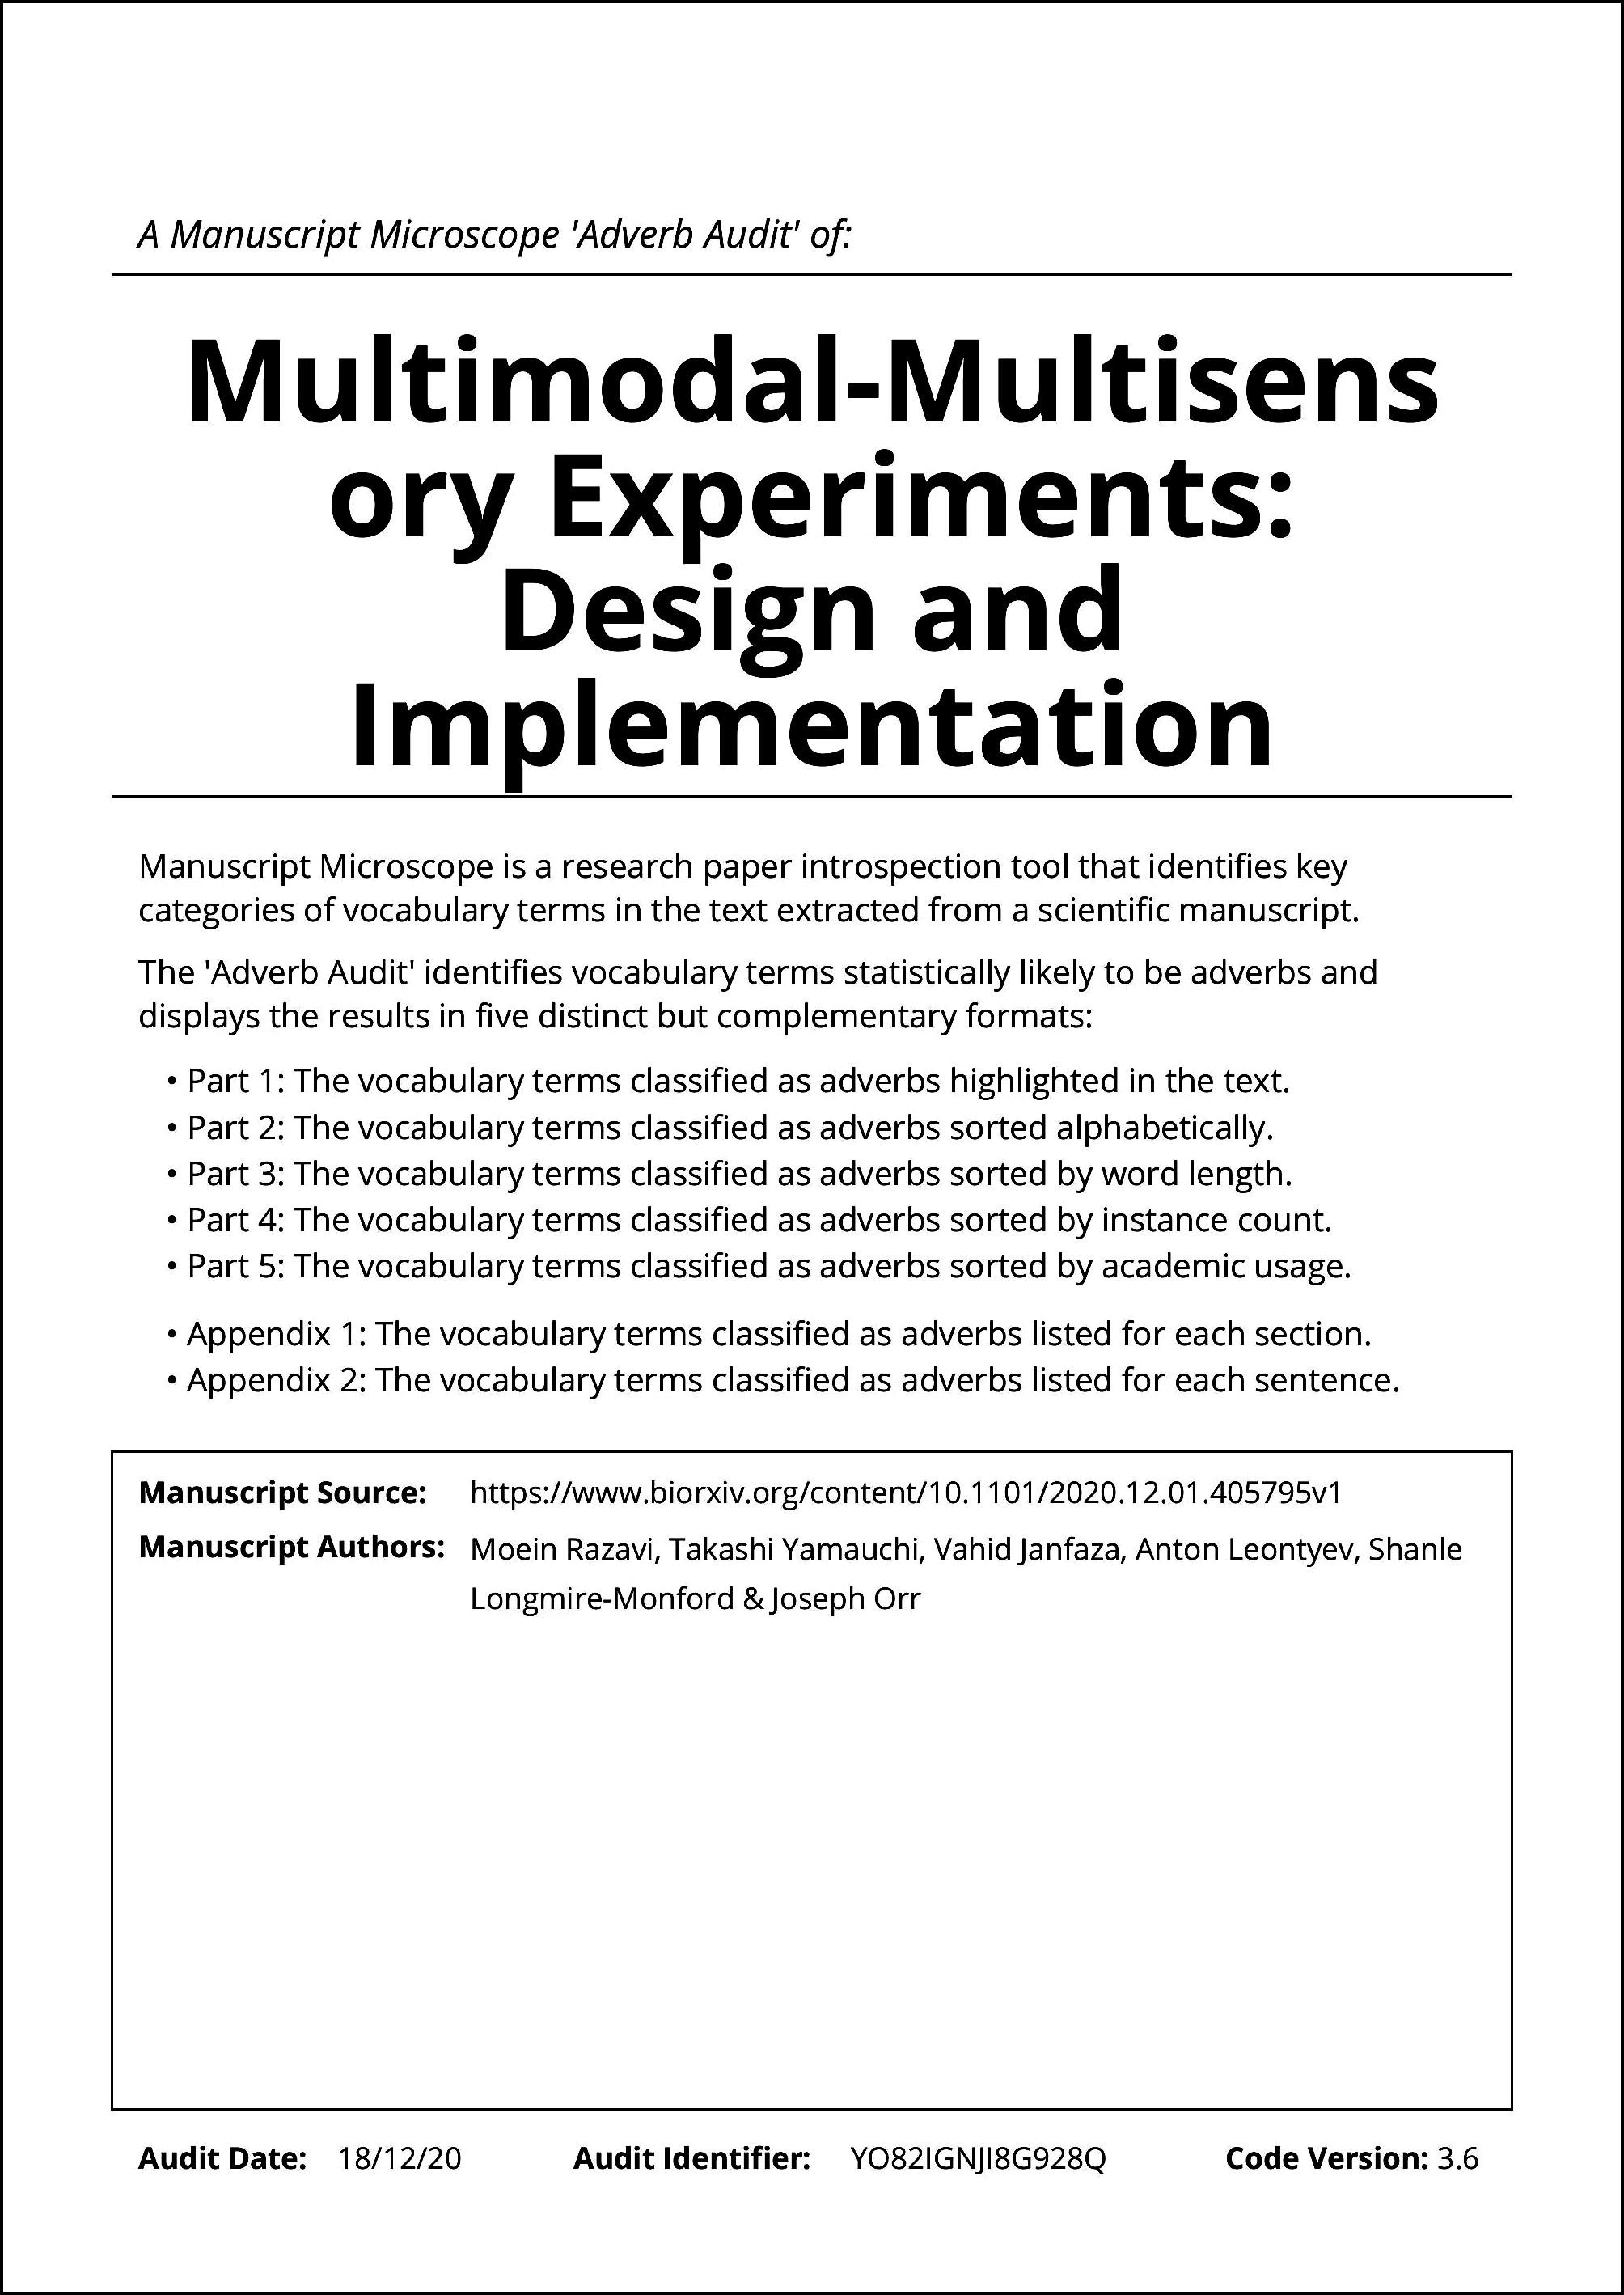 A Manuscript Microscope 'Adverb Audit' of:
Multimodal-Multisens
ory Experiments:
Design and
Implementation
Manuscript Microscope is a research paper introspection tool that identifies key
categories of vocabulary terms in the text extracted from a scientific manuscript.
The 'Adverb Audit' identifies vocabulary terms statistically likely to be adverbs and
displays the results in five distinct but complementary formats:
• Part 1: The vocabulary terms classified as adverbs highlighted in the text.
• Part 2: The vocabulary terms classified as adverbs sorted alphabetically.
• Part 3: The vocabulary terms classified as adverbs sorted by word length.
• Part 4: The vocabulary terms classified as adverbs sorted by instance count.
• Part 5: The vocabulary terms classified as adverbs sorted by academic usage.
• Appendix 1: The vocabulary terms classified as adverbs listed for each section.
• Appendix 2: The vocabulary terms classified as adverbs listed for each sentence.
Manuscript Source: https://www.biorxiv.org/content/10.1101/2020.12.01.405795v1
Manuscript Authors: Moein Razavi, Takashi Yamauchi, Vahid Janfaza, Anton Leontyev, Shanle
Longmire-Monford & Joseph Orr
Audit Date: 18/12/20 Audit Identifier: YO82IGNJI8G928Q Code Version: 3.6